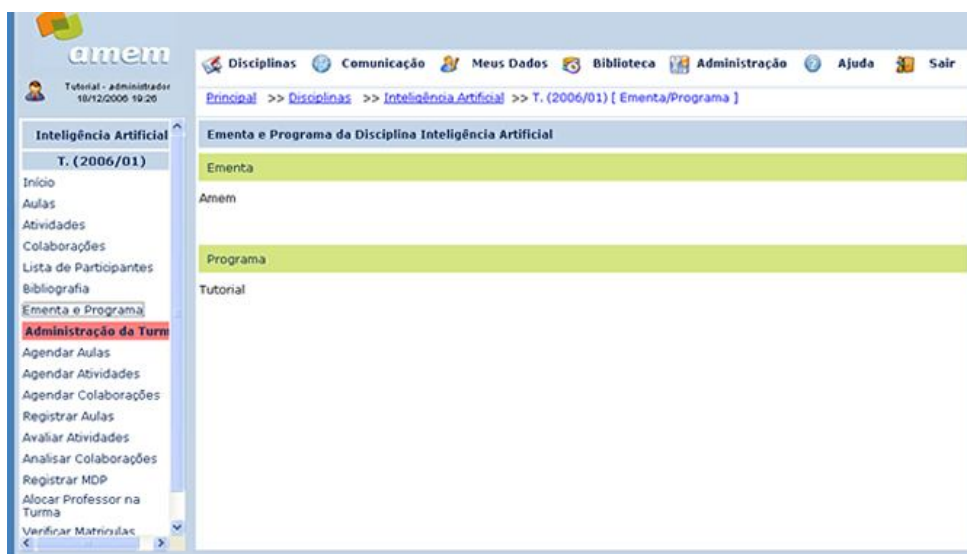 amem
Disciplinas Comunicação Meus Dados Biblioteca Administração Ajuda Sair
Tutorial - administrador
18/12/2006 19:26
Principal >> Disciplinas >> Inteligência Artificial >> T. (2006/01) [ Ementa/Programa ]
Inteligência Artificial
T. (2006/01)
Início
Aulas
Atividades
Colaborações
Lista de Participantes
Bibliografia
Ementa e Programa
Administração da Turm
Agendar Aulas
Agendar Atividades
Agendar Colaborações
Registrar Aulas
Avaliar Atividades
Analisar Colaborações
Registrar MDP
Alocar Professor na
Turma
Verificar Matriculas
Ementa e Programa da Disciplina Inteligência Artificial
Ementa
Amem
Programa
Tutorial